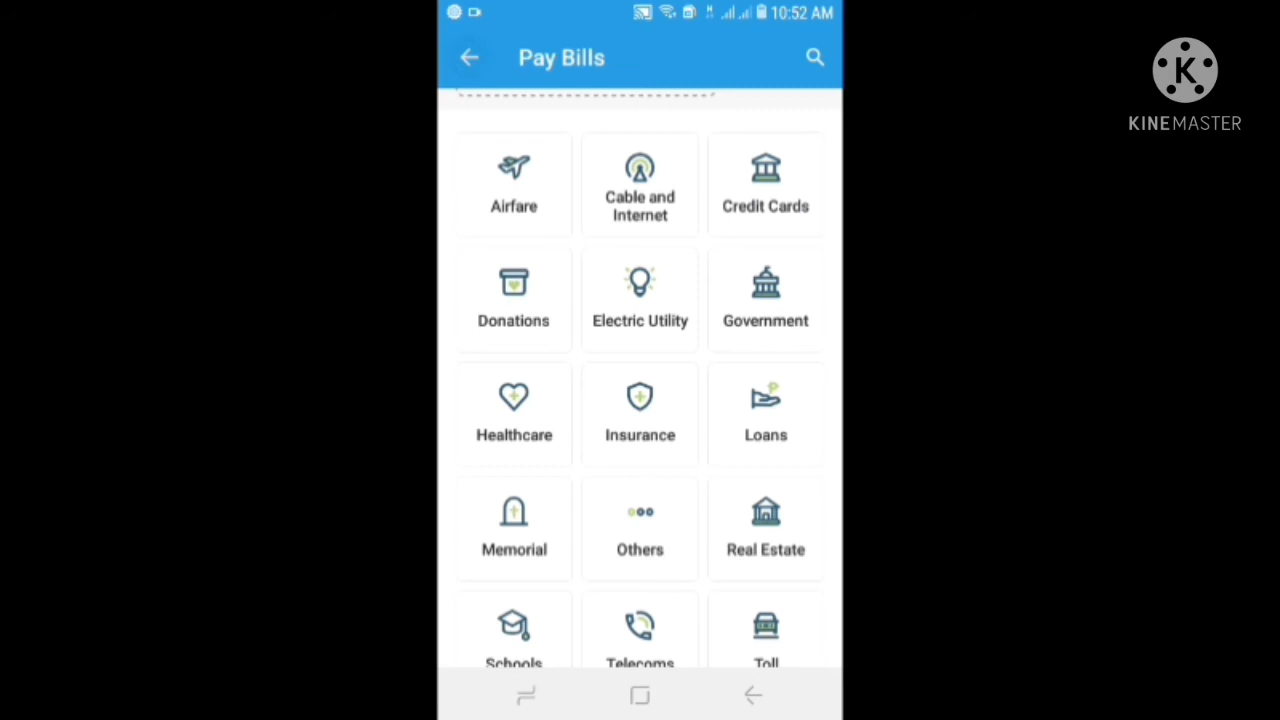 10:52 AM
Pay Bills
K
KINEMASTER
Airfare
Cable and
Internet
Credit Cards
Donations
Electric Utility
Government
Healthcare
Insurance
Loans
Memorial
Others
Real Estate
Schools
Telecoms
Toll